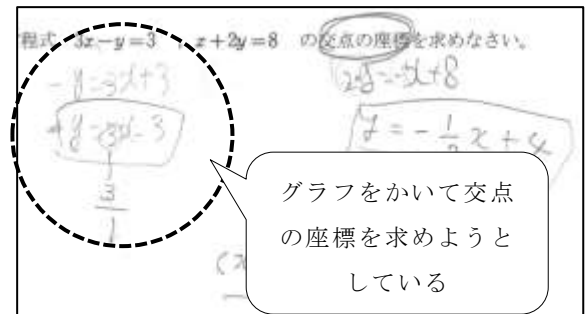 程式 3x-y=3 , x+2y=8 の交点の座標を求めなさい。
-y=-3x+3
y=3x-3
3
1
2y=-x+8
y = - 1/2 x + 4
グラフをかいて交点
の座標を求めようと
している